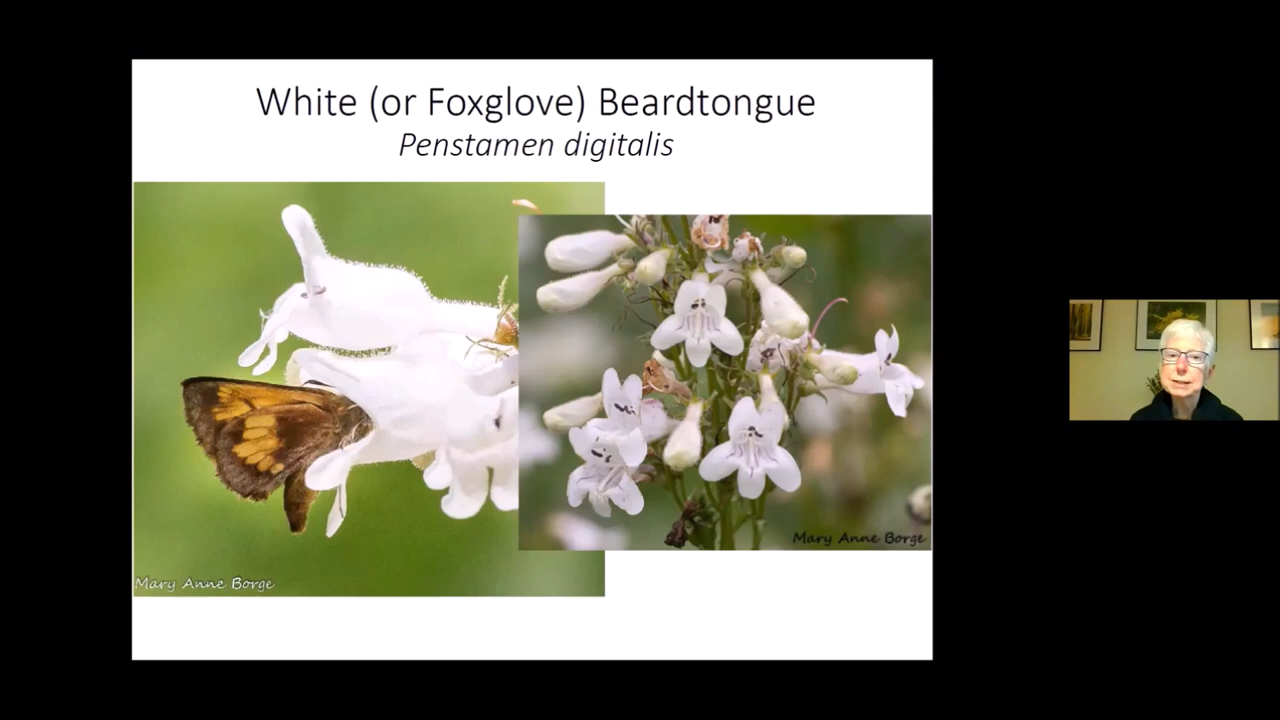 White (or Foxglove) Beardtongue
Penstamen digitalis
Mary Anne Borge
Mary Anne Borge